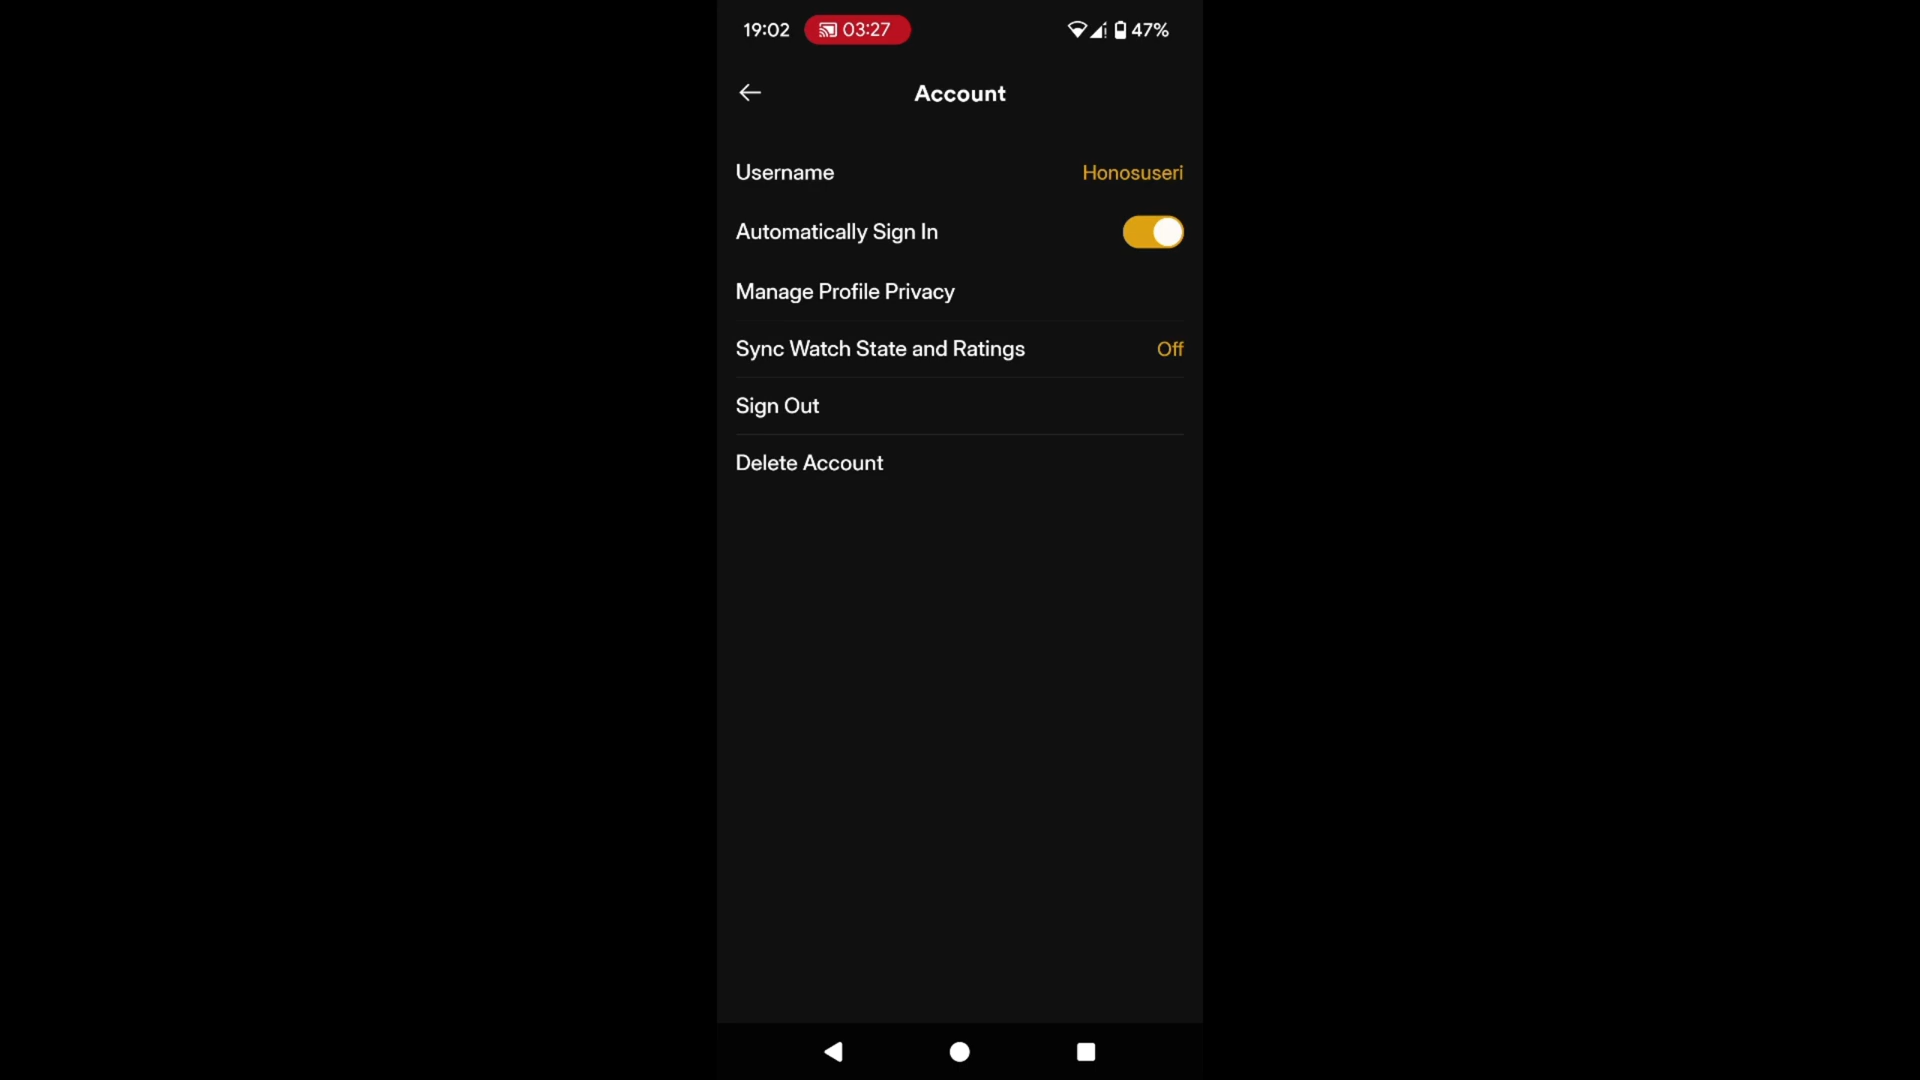 19:02 03:27 47%
Account
Username Honosuseri
Automatically Sign In
Manage Profile Privacy
Sync Watch State and Ratings Off
Sign Out
Delete Account